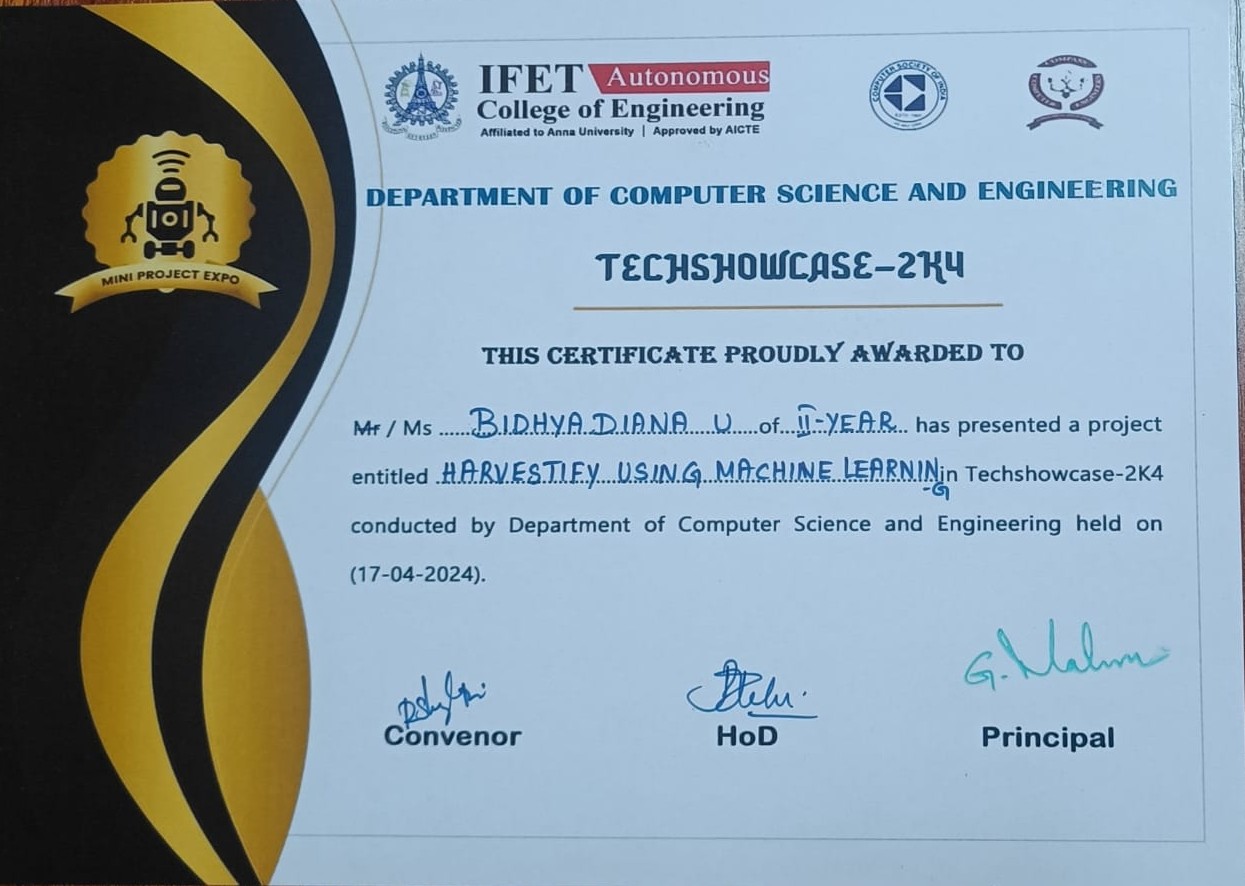 IFET Autonomous
College of Engineering
Affiliated to Anna University | Approved by AICTE
COMPUTER SOCIETY OF INDIA
MINI PROJECT EXPO
DEPARTMENT OF COMPUTER SCIENCE AND ENGINEERING
TECHSHOWCASE-2K4
THIS CERTIFICATE PROUDLY AWARDED TO
Mr / Ms BIDHYA DIANA U of II-YEAR has presented a project
entitled HARVESTIFY USING MACHINE LEARNIN-G in Techshowcase-2K4
conducted by Department of Computer Science and Engineering held on
(17-04-2024).
Convenor HoD Principal